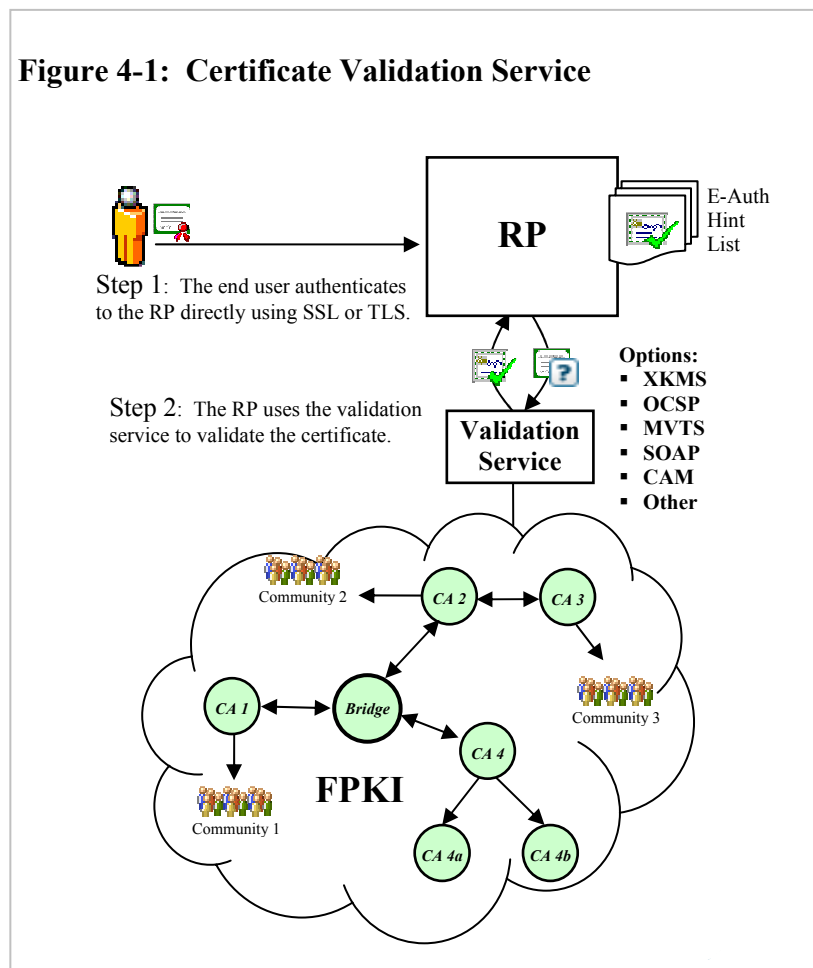 Figure 4-1:  Certificate Validation Service
RP
E-Auth
Hint
List
Step 1:  The end user authenticates
to the RP directly using SSL or TLS.
Options:
▪ XKMS
▪ OCSP
▪ MVTS
▪ SOAP
▪ CAM
▪ Other
Step 2:  The RP uses the validation
service to validate the certificate.
?
Validation
Service
Community 2
CA 2
CA 3
CA 1
Bridge
Community 3
CA 4
FPKI
Community 1
CA 4a
CA 4b